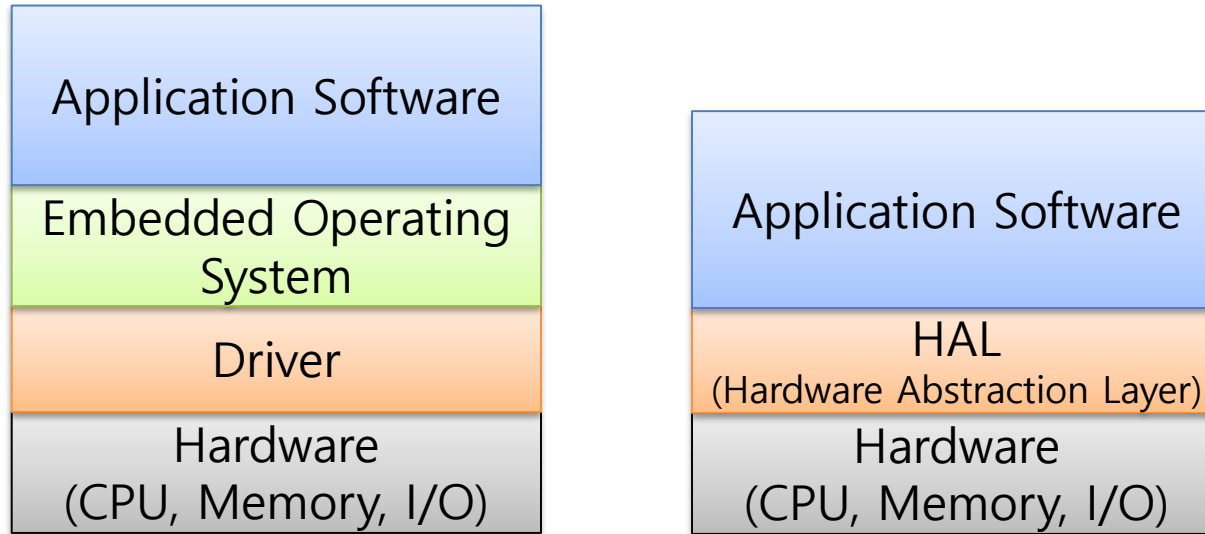 Application Software
Embedded Operating
System
Driver
Hardware
(CPU, Memory, I/O)
Application Software
HAL
(Hardware Abstraction Layer)
Hardware
(CPU, Memory, I/O)